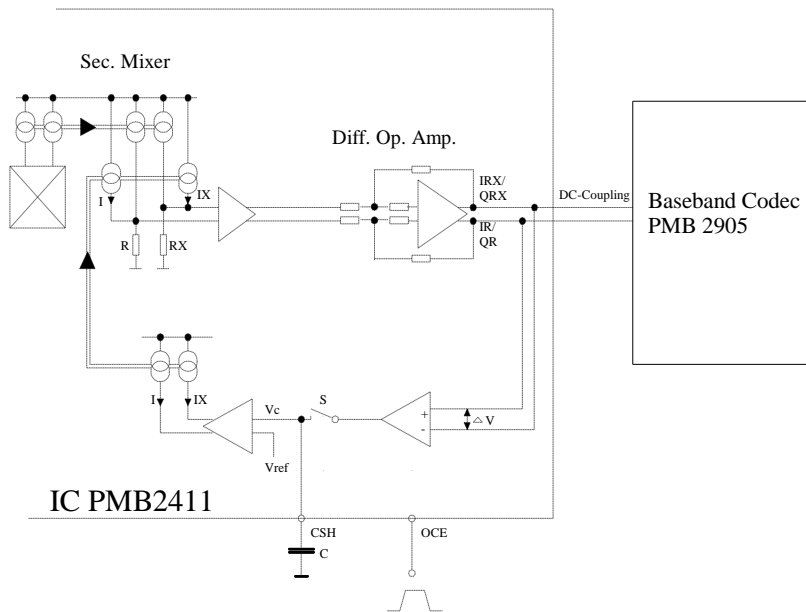 Sec. Mixer
Diff. Op. Amp.
IRX/
QRX
DC-Coupling
Baseband Codec
PMB 2905
I
IX
IR/
QR
R
RX
I
IX
Vc
S
+
-
△ V
Vref
IC PMB2411
CSH
OCE
C